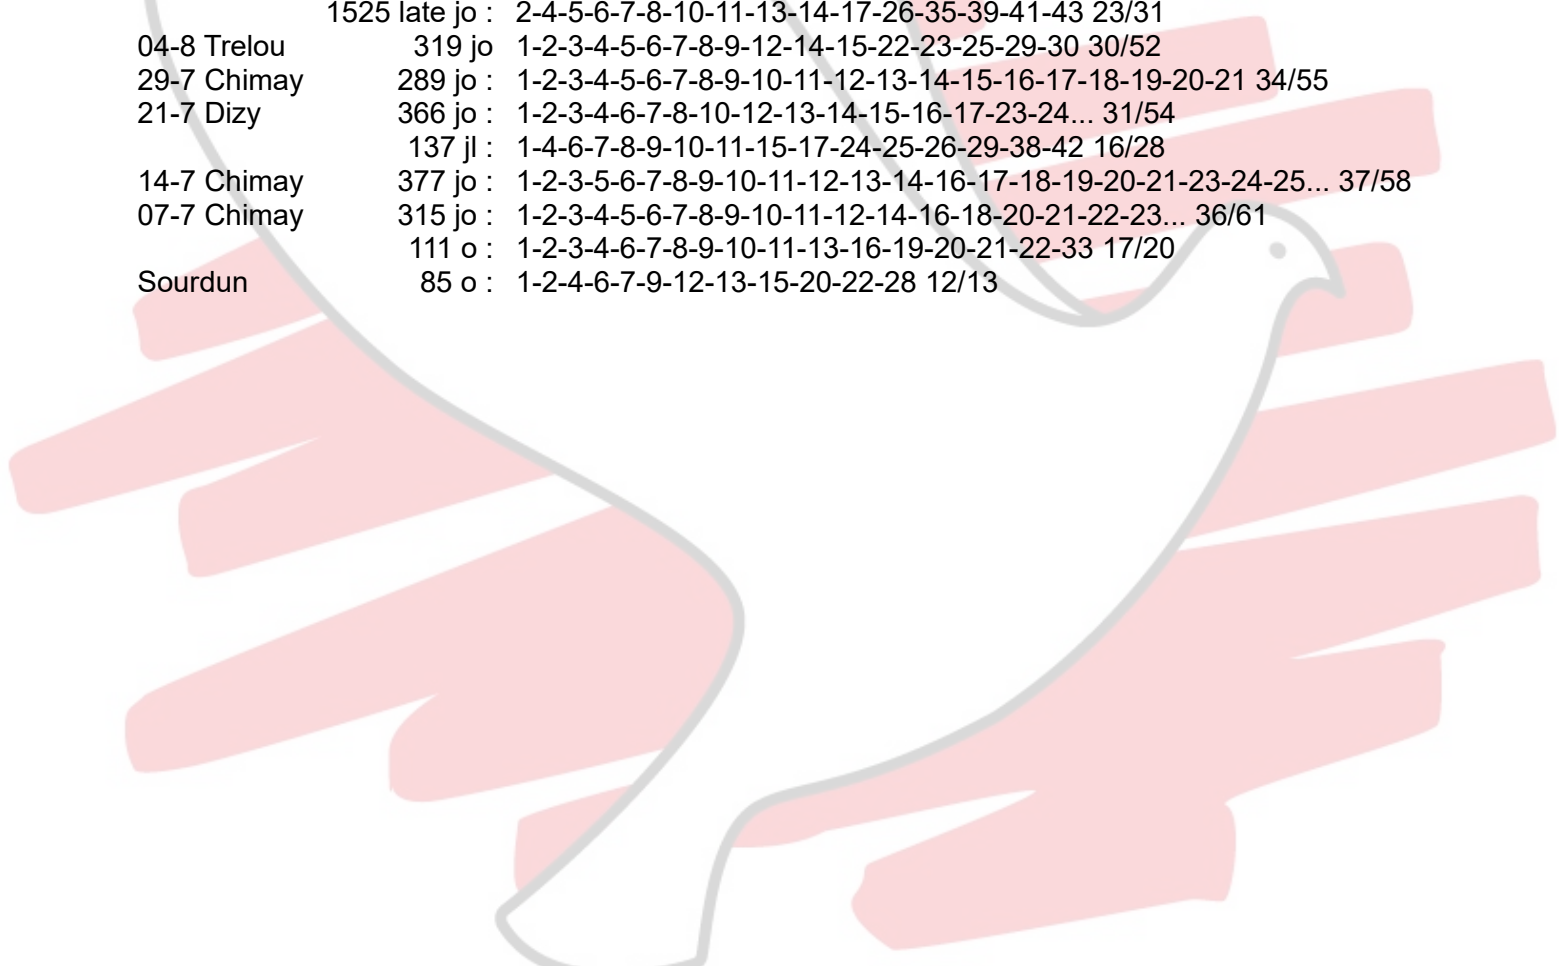 1525 late jo : 2-4-5-6-7-8-10-11-13-14-17-26-35-39-41-43 23/31
04-8 Trelou 319 jo 1-2-3-4-5-6-7-8-9-12-14-15-22-23-25-29-30 30/52
29-7 Chimay 289 jo : 1-2-3-4-5-6-7-8-9-10-11-12-13-14-15-16-17-18-19-20-21 34/55
21-7 Dizy 366 jo : 1-2-3-4-6-7-8-10-12-13-14-15-16-17-23-24... 31/54
137 jl : 1-4-6-7-8-9-10-11-15-17-24-25-26-29-38-42 16/28
14-7 Chimay 377 jo : 1-2-3-5-6-7-8-9-10-11-12-13-14-16-17-18-19-20-21-23-24-25... 37/58
07-7 Chimay 315 jo : 1-2-3-4-5-6-7-8-9-10-11-12-14-16-18-20-21-22-23... 36/61
111 o : 1-2-3-4-6-7-8-9-10-11-13-16-19-20-21-22-33 17/20
Sourdun 85 o : 1-2-4-6-7-9-12-13-15-20-22-28 12/13